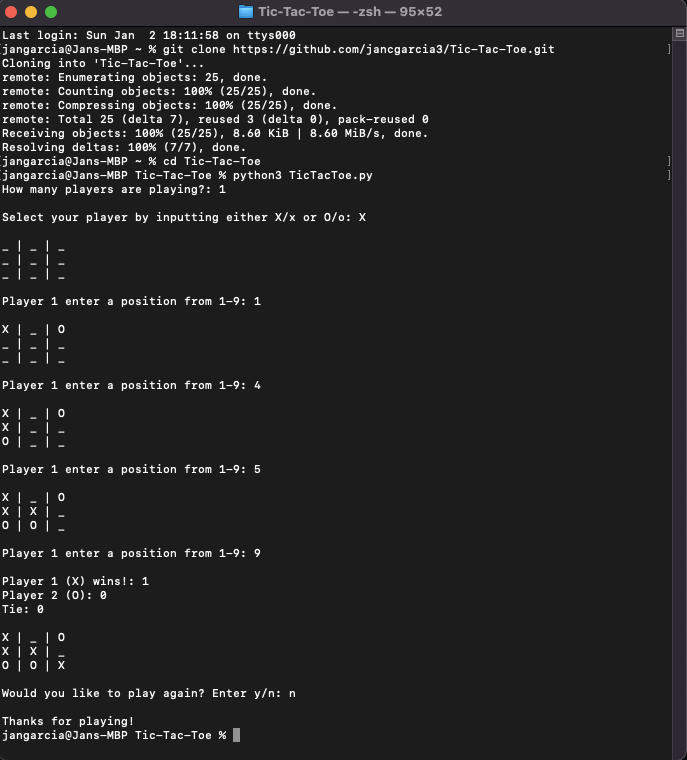 Tic-Tac-Toe — -zsh — 95×52
Last login: Sun Jan  2 18:11:58 on ttys000
[jangarcia@Jans-MBP ~ % git clone https://github.com/jancgarcia3/Tic-Tac-Toe.git ]
Cloning into 'Tic-Tac-Toe'...
remote: Enumerating objects: 25, done.
remote: Counting objects: 100% (25/25), done.
remote: Compressing objects: 100% (25/25), done.
remote: Total 25 (delta 7), reused 3 (delta 0), pack-reused 0
Receiving objects: 100% (25/25), 8.60 KiB | 8.60 MiB/s, done.
Resolving deltas: 100% (7/7), done.
[jangarcia@Jans-MBP ~ % cd Tic-Tac-Toe ]
[jangarcia@Jans-MBP Tic-Tac-Toe % python3 TicTacToe.py ]
How many players are playing?: 1
Select your player by inputting either X/x or O/o: X
_ | _ | _
_ | _ | _
_ | _ | _
Player 1 enter a position from 1-9: 1
X | _ | O
_ | _ | _
_ | _ | _
Player 1 enter a position from 1-9: 4
X | _ | O
X | _ | _
O | _ | _
Player 1 enter a position from 1-9: 5
X | _ | O
X | X | _
O | O | _
Player 1 enter a position from 1-9: 9
Player 1 (X) wins!: 1
Player 2 (O): 0
Tie: 0
X | _ | O
X | X | _
O | O | X
Would you like to play again? Enter y/n: n
Thanks for playing!
jangarcia@Jans-MBP Tic-Tac-Toe %